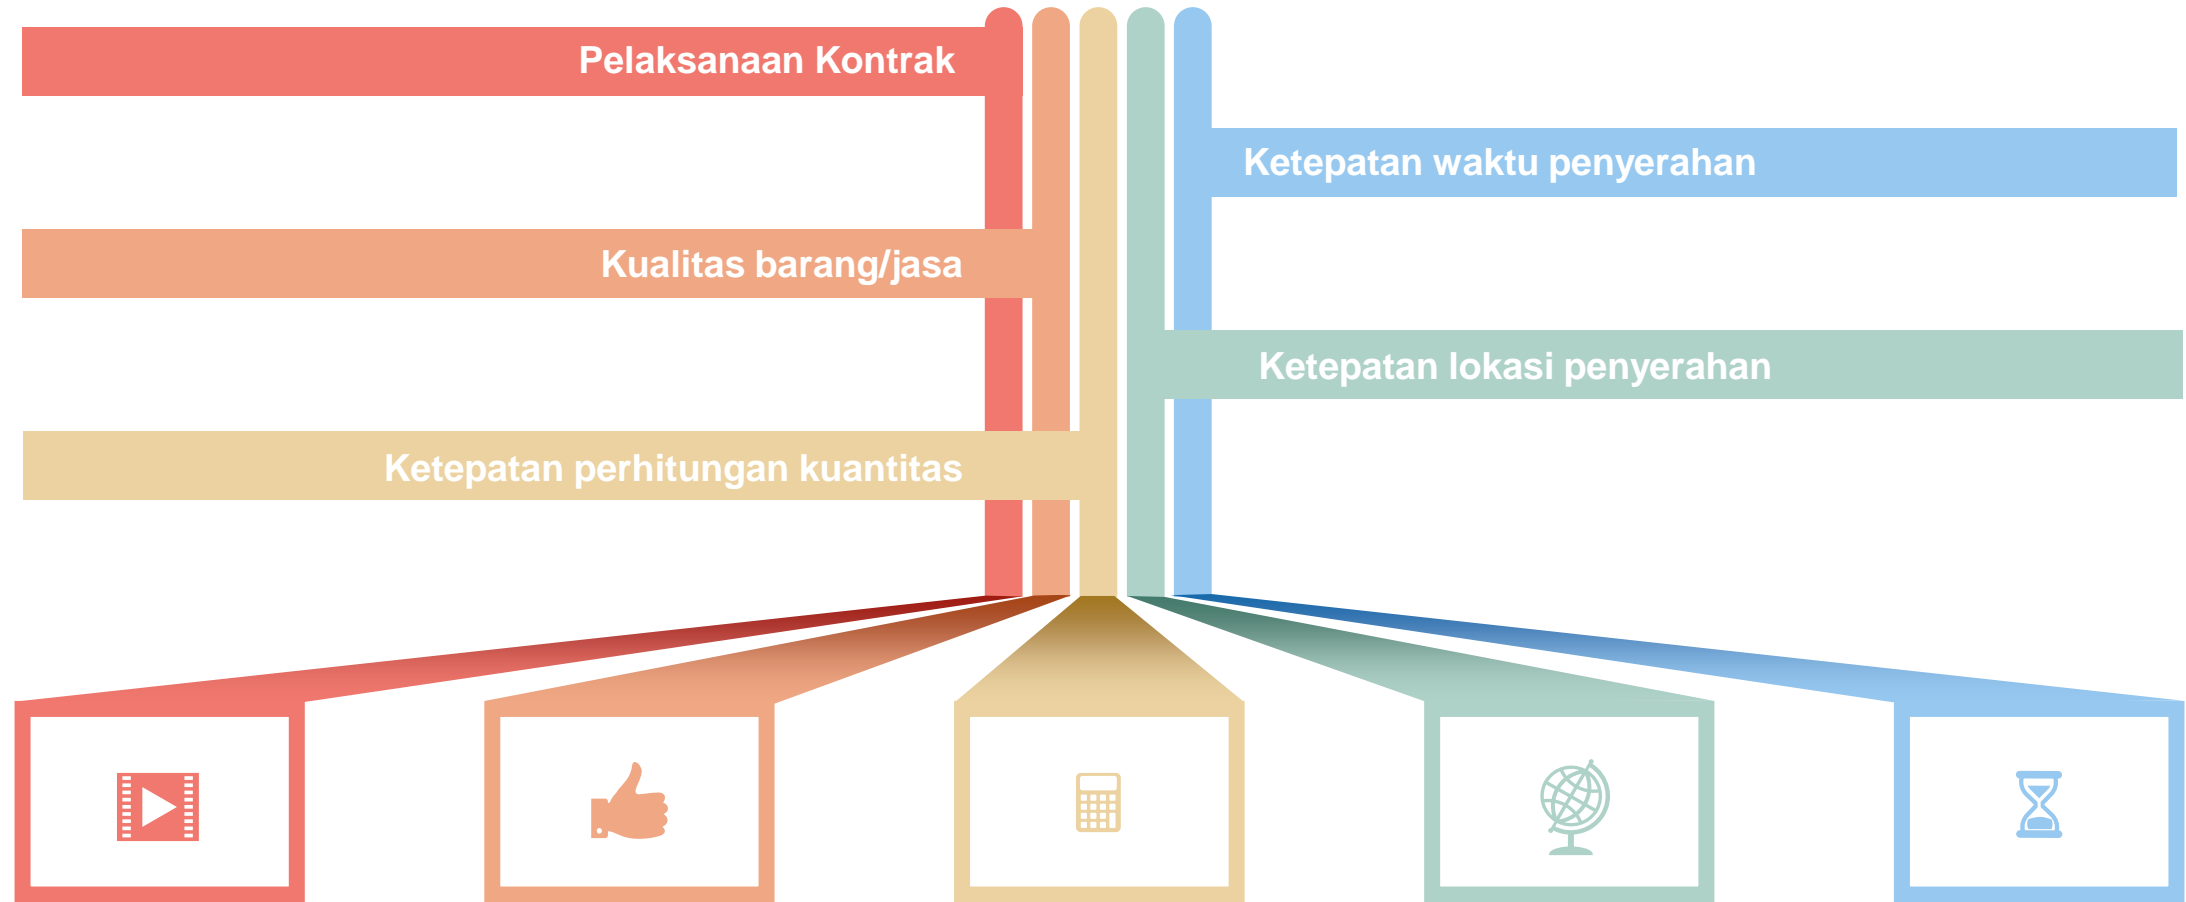 Pelaksanaan Kontrak
Ketepatan waktu penyerahan
Kualitas barang/jasa
Ketepatan lokasi penyerahan
Ketepatan perhitungan kuantitas